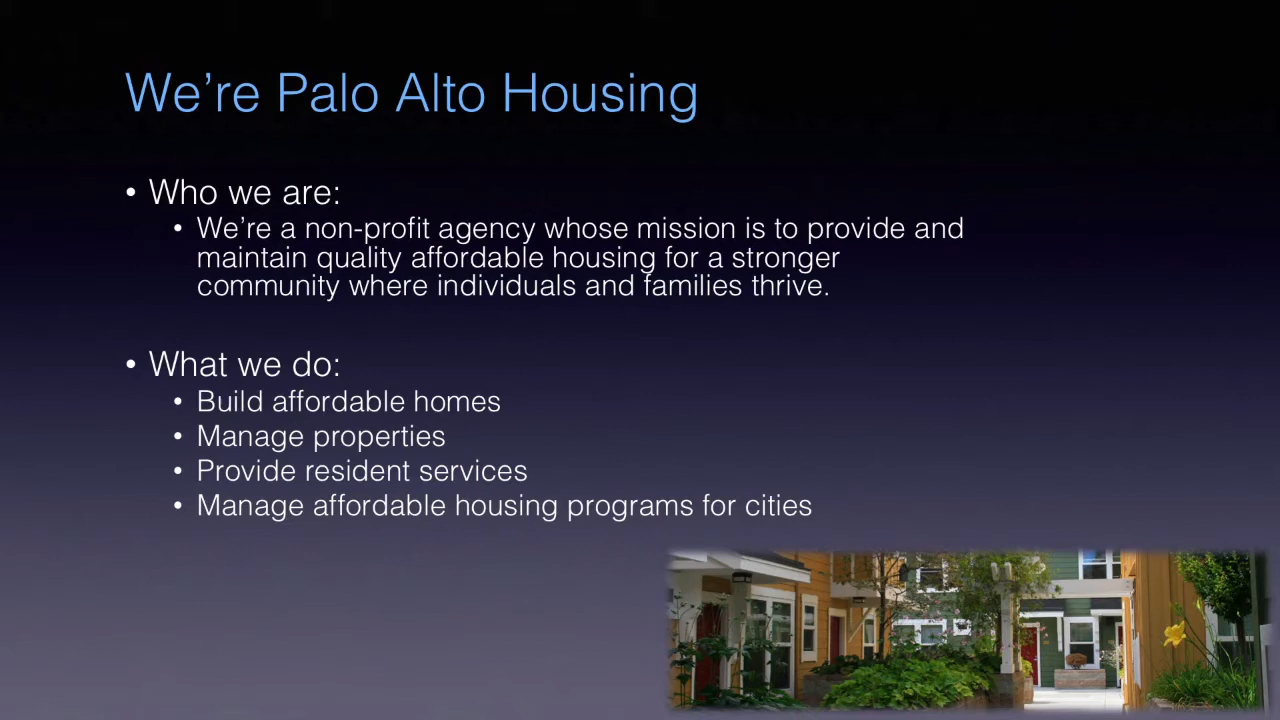 We’re Palo Alto Housing
• Who we are:
• We’re a non-profit agency whose mission is to provide and
maintain quality affordable housing for a stronger
community where individuals and families thrive.
• What we do:
• Build affordable homes
• Manage properties
• Provide resident services
• Manage affordable housing programs for cities